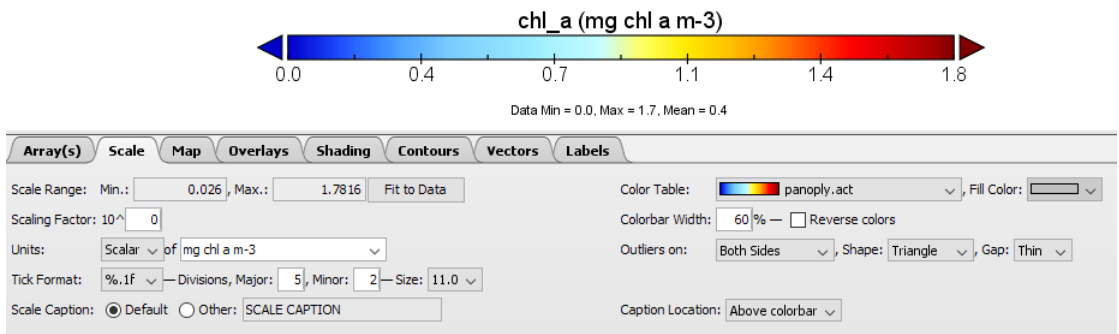 chl_a (mg chl a m-3)
0.0 0.4 0.7 1.1 1.4 1.8
Data Min = 0.0, Max = 1.7, Mean = 0.4
Array(s) Scale Map Overlays Shading Contours Vectors Labels
Scale Range: Min.: 0.026 , Max.: 1.7816 Fit to Data Color Table: panoply.act , Fill Color:
Scaling Factor: 10^ 0 Colorbar Width: 60 % — Reverse colors
Units: Scalar of mg chl a m-3 Outliers on: Both Sides , Shape: Triangle , Gap: Thin
Tick Format: %.1f — Divisions, Major: 5 , Minor: 2 — Size: 11.0
Scale Caption: Default Other: SCALE CAPTION Caption Location: Above colorbar